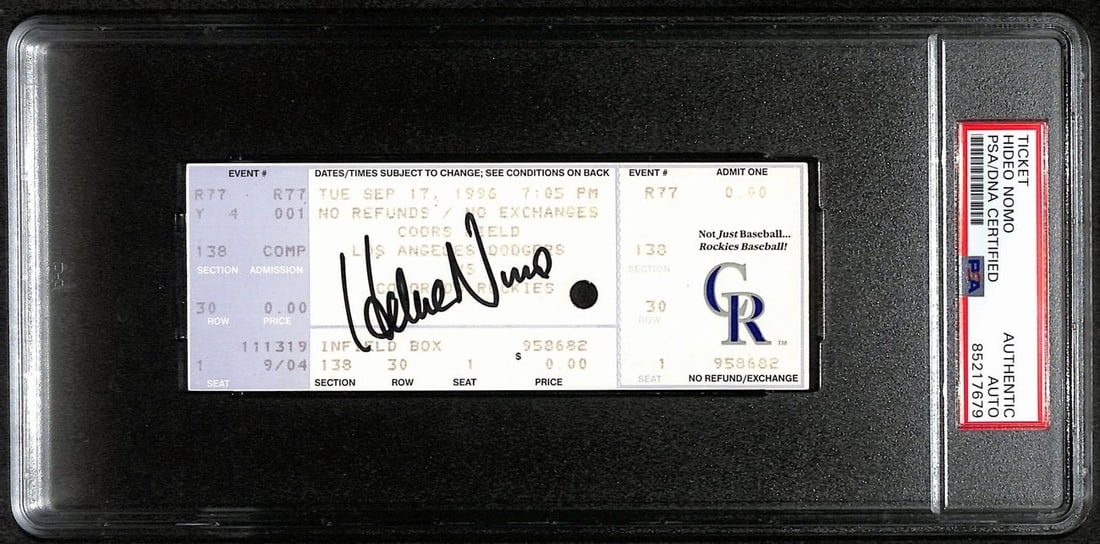 EVENT #
R77 R77
Y 4 001
138 COMP
SECTION ADMISSION
30 0.00
ROW PRICE
111319
1 9/04
SEAT
DATES/TIMES SUBJECT TO CHANGE; SEE CONDITIONS ON BACK
TUE SEP 17, 1996 7:05 PM
NO REFUNDS / NO EXCHANGES
COORS FIELD
LOS ANGELES DODGERS
VS
COLORADO ROCKIES
Hideo Nomo
INFIELD BOX 958682
138 30 1 $ 0.00
SECTION ROW SEAT PRICE
EVENT # ADMIT ONE
R77 0.00
Not Just Baseball...
Rockies Baseball!
138
SECTION
30
ROW
CR TM
1 958682
SEAT NO REFUND/EXCHANGE
TICKET
HIDEO NOMO
PSA/DNA CERTIFIED
PSA
AUTHENTIC
AUTO
85217679